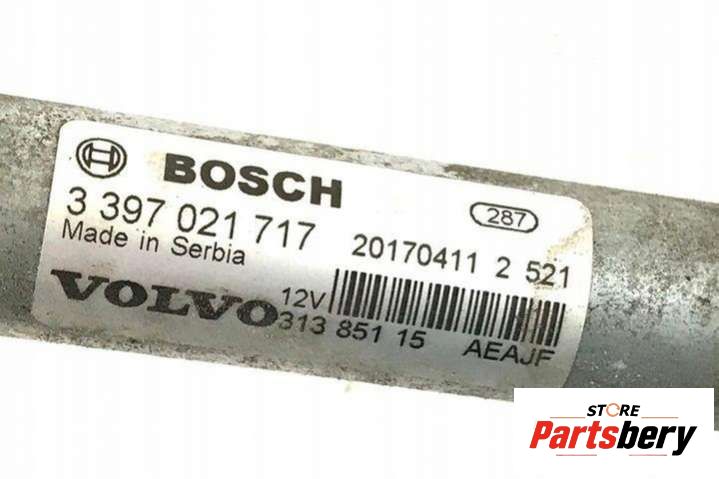 BOSCH
3 397 021 717
287
Made in Serbia
20170411 2 521
VOLVO
12V
313 851 15
AEAJF
STORE
Partsbery